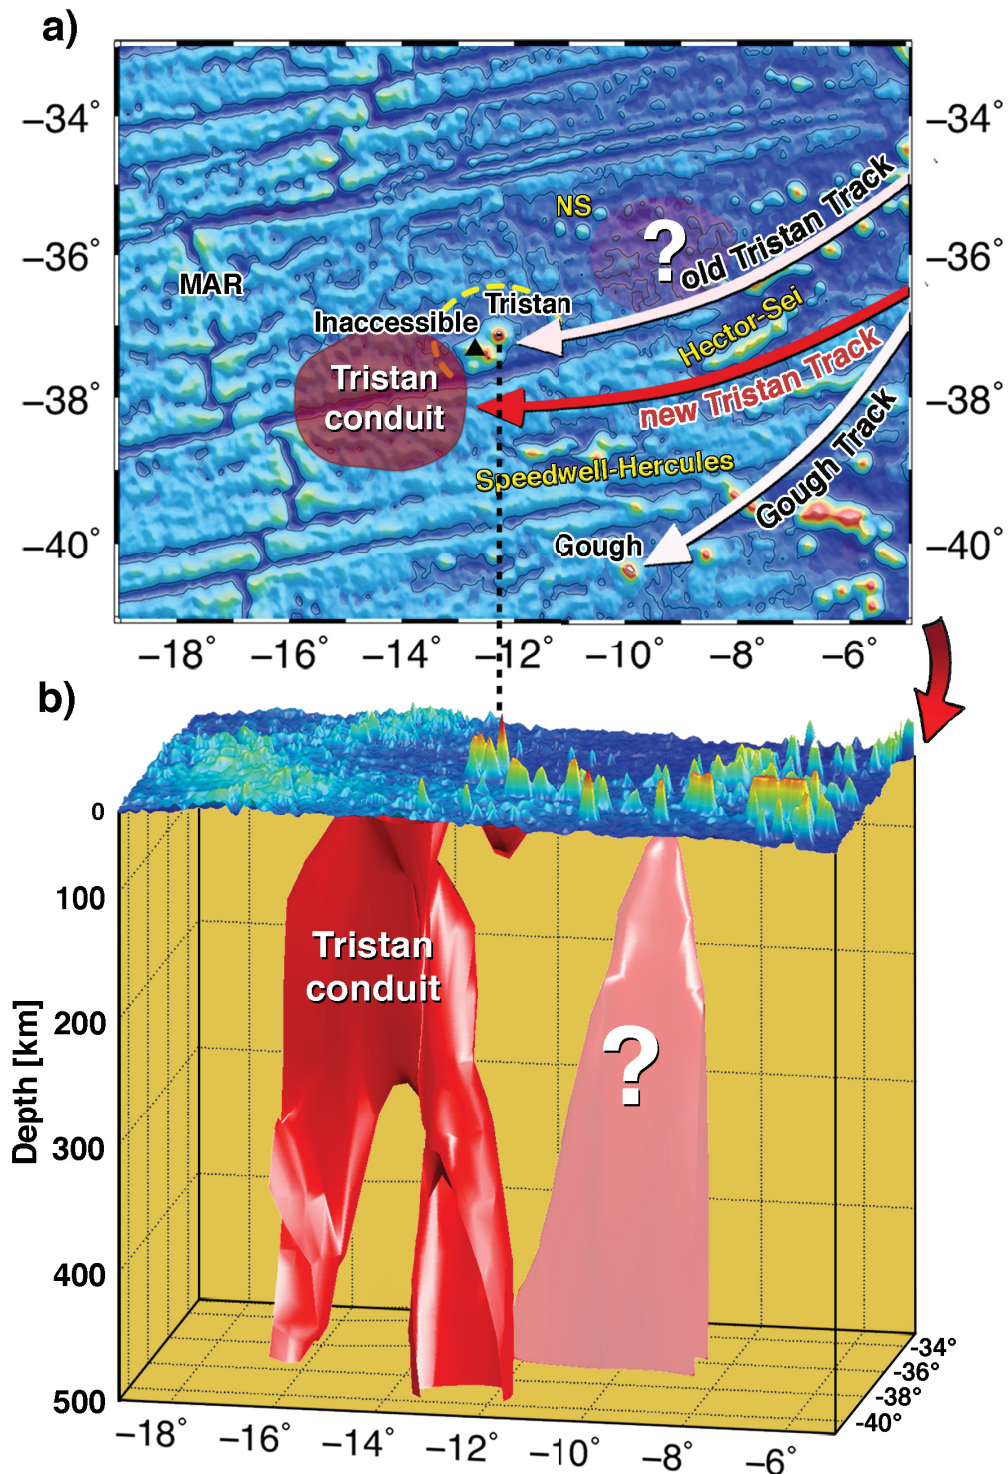 a)
−34° −34°
NS
old Tristan Track
−36° −36°
MAR
Tristan
Inaccessible
Hector-Sei
Tristan
conduit
?
new Tristan Track
−38° −38°
Speedwell-Hercules
Gough Track
Gough
−40° −40°
−18° −16° −14° −12° −10° −8° −6°
b)
0
100
Tristan
conduit
200
?
Depth [km]
300
400
500
-34°
-36°
-38°
-40°
−18° −16° −14° −12° −10° −8° −6°